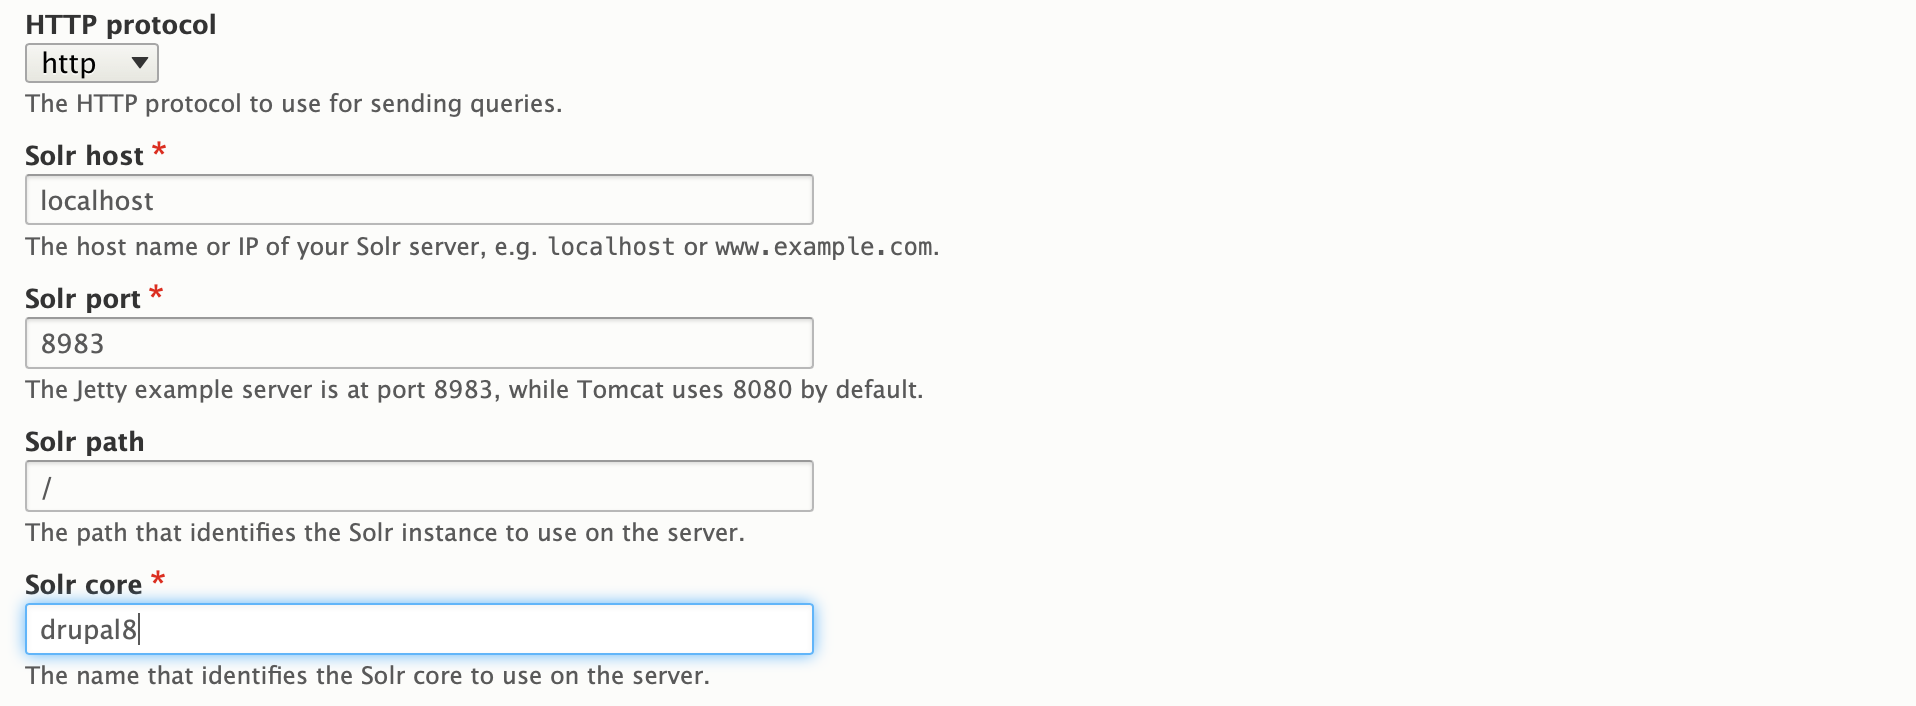 HTTP protocol
http
The HTTP protocol to use for sending queries.
Solr host *
localhost
The host name or IP of your Solr server, e.g. localhost or www.example.com.
Solr port *
8983
The Jetty example server is at port 8983, while Tomcat uses 8080 by default.
Solr path
/
The path that identifies the Solr instance to use on the server.
Solr core *
drupal8
The name that identifies the Solr core to use on the server.